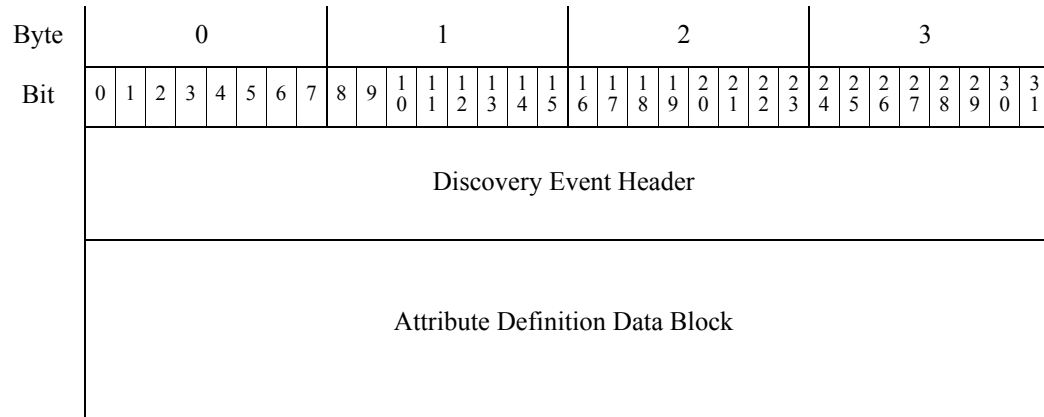 Byte 0 1 2 3
Bit 0 1 2 3 4 5 6 7 8 9 10 11 12 13 14 15 16 17 18 19 20 21 22 23 24 25 26 27 28 29 30 31
Discovery Event Header
Attribute Definition Data Block